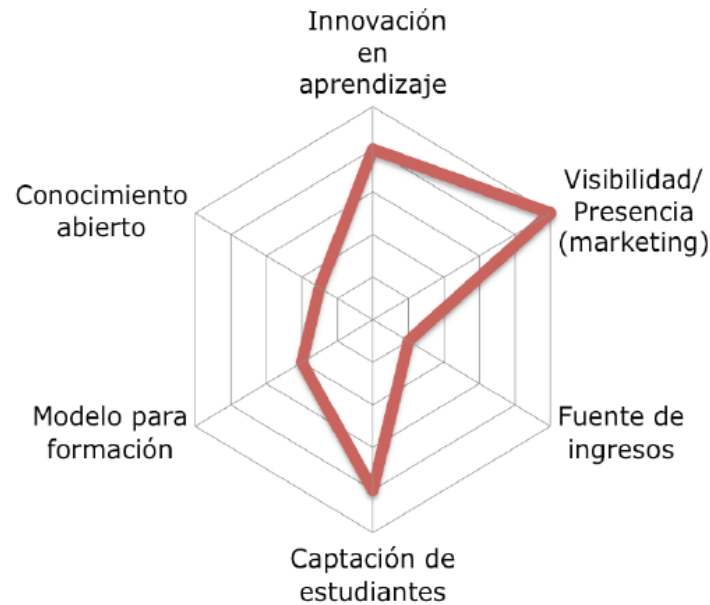 Innovación
en
aprendizaje
Visibilidad/
Presencia
(marketing)
Fuente de
ingresos
Captación de
estudiantes
Modelo para
formación
Conocimiento
abierto